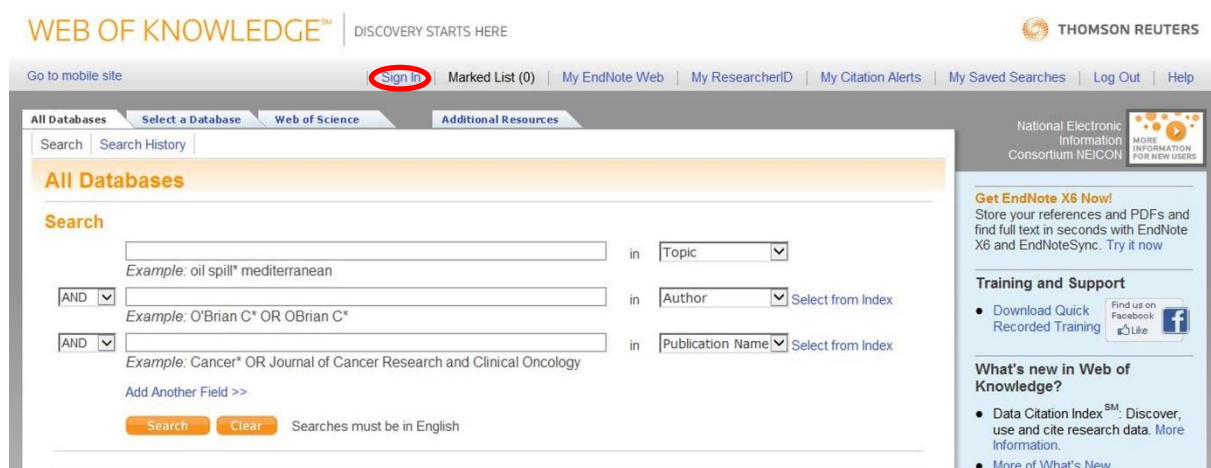 WEB OF KNOWLEDGE℠ DISCOVERY STARTS HERE
THOMSON REUTERS
Go to mobile site
Sign In | Marked List (0) | My EndNote Web | My ResearcherID | My Citation Alerts | My Saved Searches | Log Out | Help
All Databases Select a Database Web of Science Additional Resources
Search Search History
National Electronic
Information
Consortium NEICON
MORE
INFORMATION
FOR NEW USERS
All Databases
Search
in Topic
Example: oil spill* mediterranean
AND in Author Select from Index
Example: O'Brian C* OR OBrian C*
AND in Publication Name Select from Index
Example: Cancer* OR Journal of Cancer Research and Clinical Oncology
Add Another Field >>
Search Clear Searches must be in English
Get EndNote X6 Now!
Store your references and PDFs and
find full text in seconds with EndNote
X6 and EndNoteSync. Try it now
Training and Support
• Download Quick
Recorded Training
Find us on
Facebook
Like
f
What's new in Web of
Knowledge?
• Data Citation Index SM: Discover,
use and cite research data. More
Information.
• More of What's New